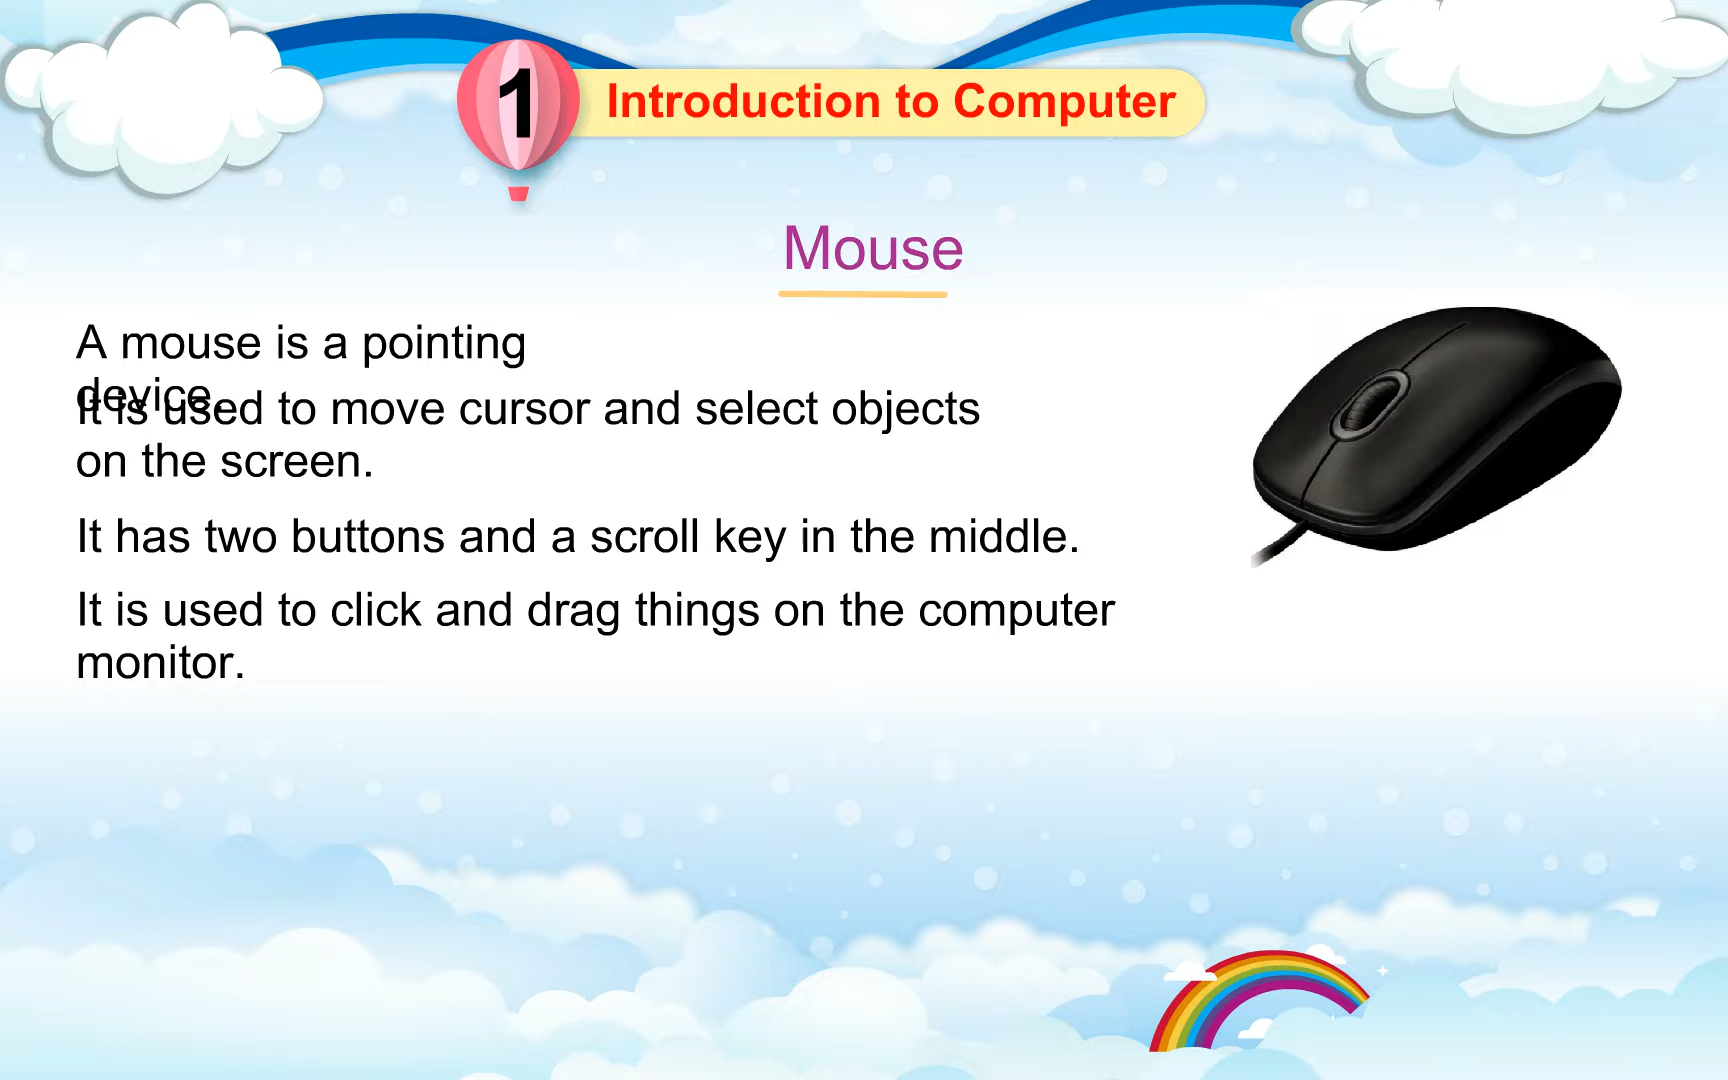 1
Introduction to Computer
Mouse
A mouse is a pointing
device.
It is used to move cursor and select objects
on the screen.
It has two buttons and a scroll key in the middle.
It is used to click and drag things on the computer
monitor.